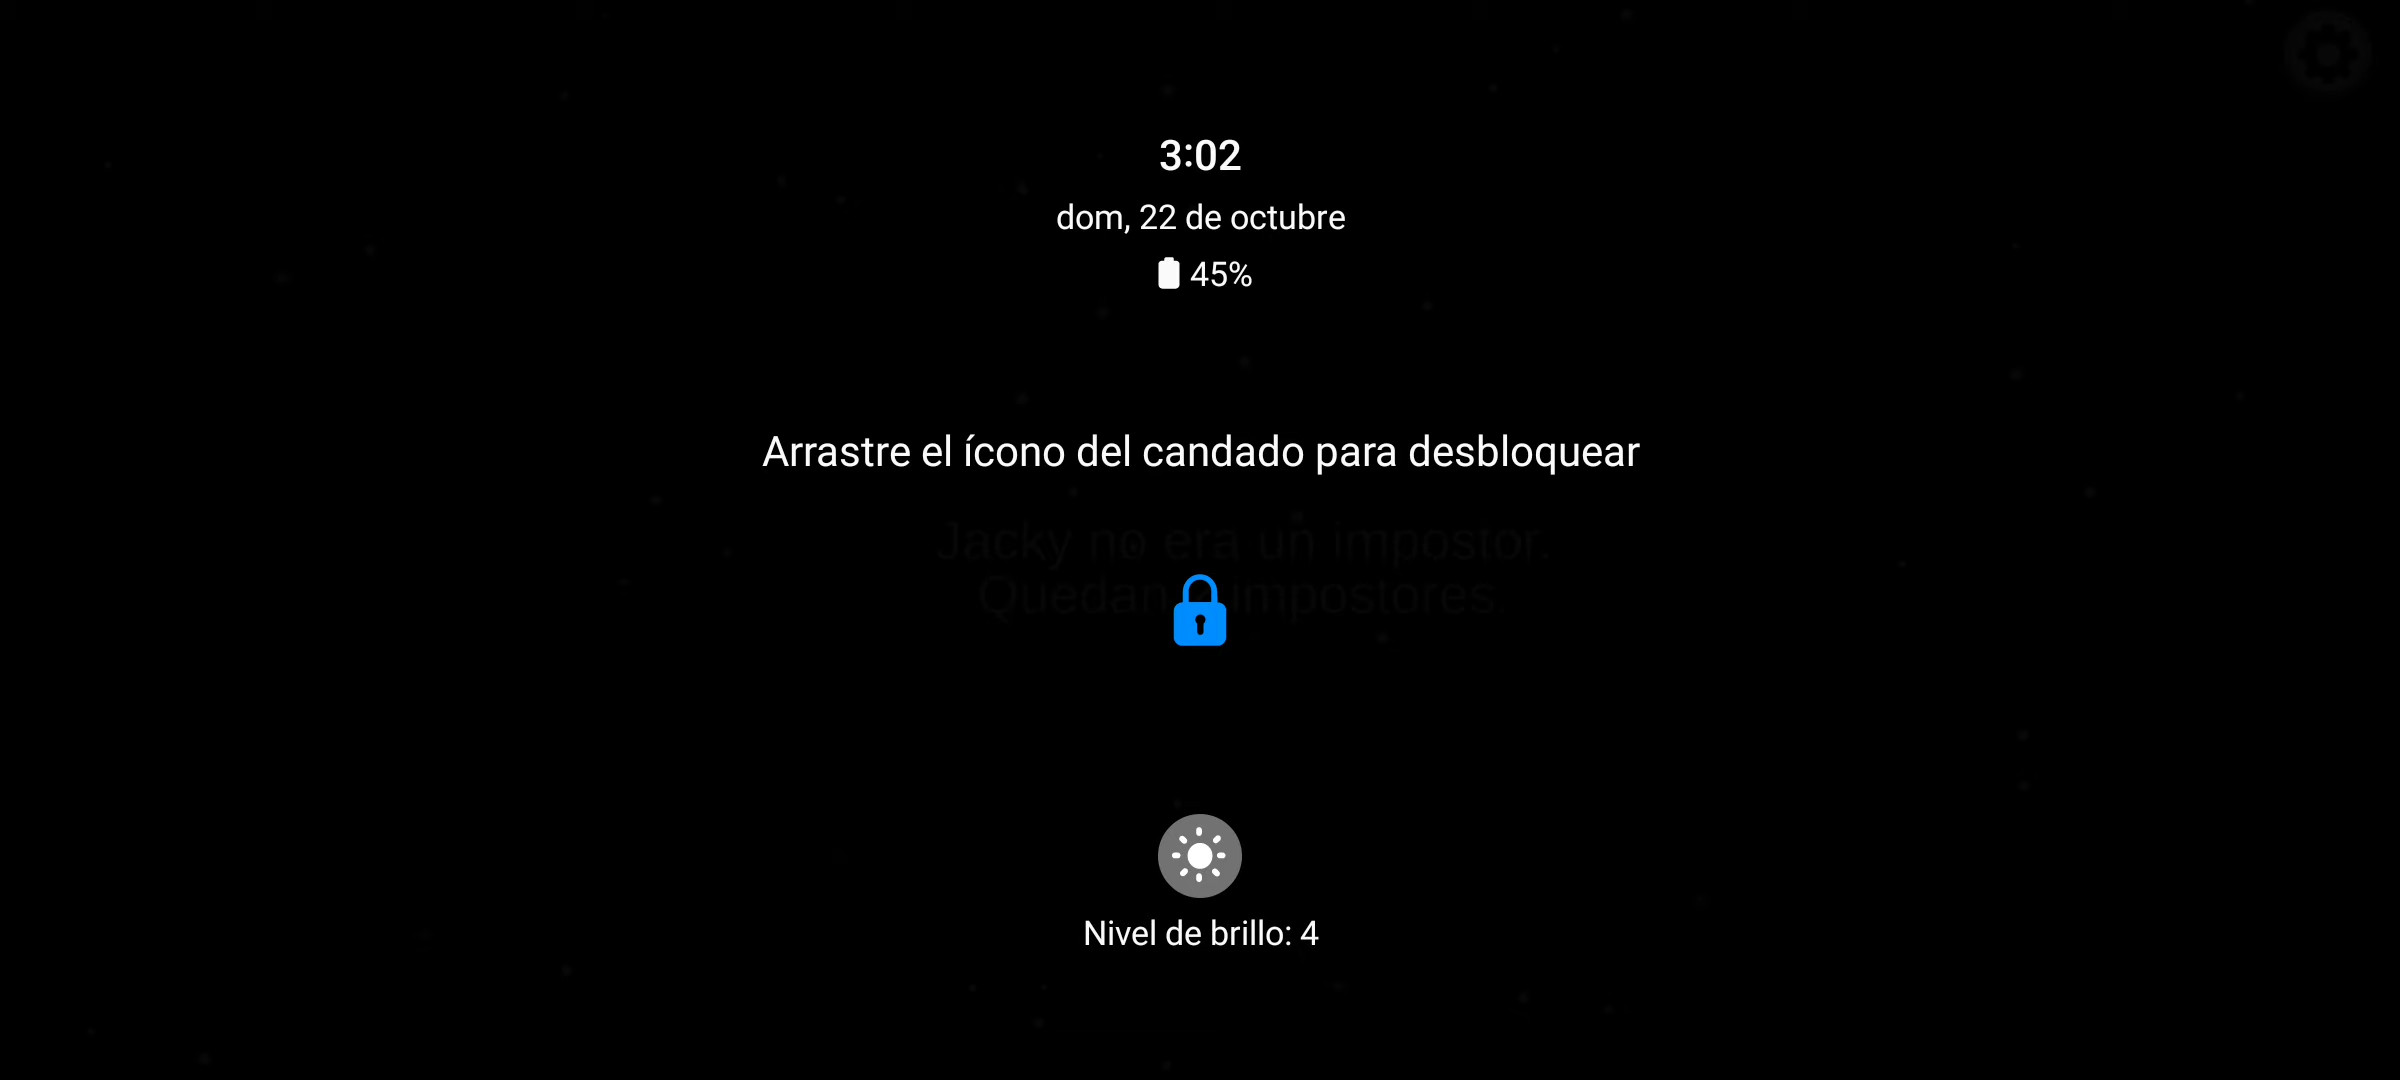 3:02
dom, 22 de octubre
45%
Arrastre el ícono del candado para desbloquear
Jacky no era un impostor.
Quedan impostores.
Nivel de brillo: 4